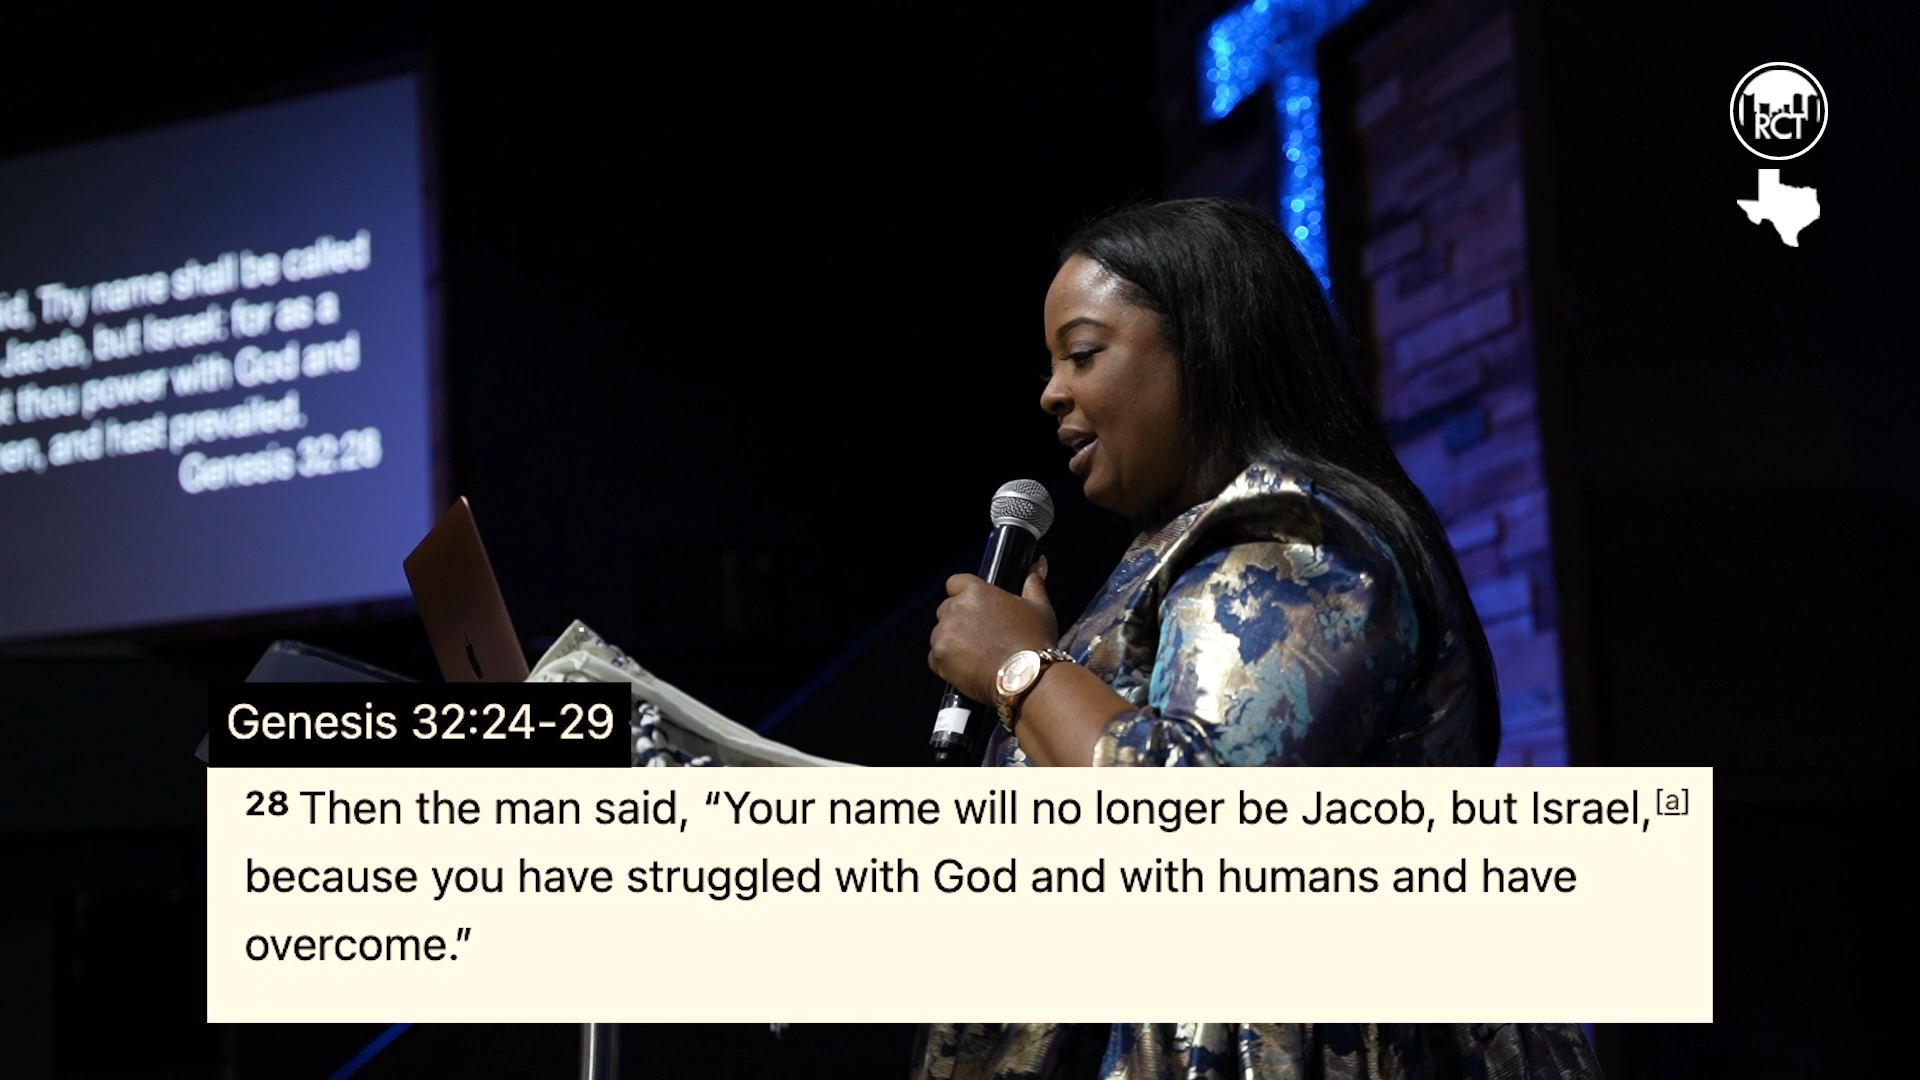 RCT
id, Thy name shall be called
Jacob, but Israel: for as a
thou power with God and
en, and hast prevailed.
Genesis 32:28
Genesis 32:24-29
28 Then the man said, “Your name will no longer be Jacob, but Israel,[a]
because you have struggled with God and with humans and have
overcome.”